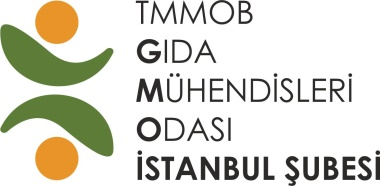 TMMOB
GIDA
MÜHENDİSLERİ
ODASI
İSTANBUL ŞUBESİ